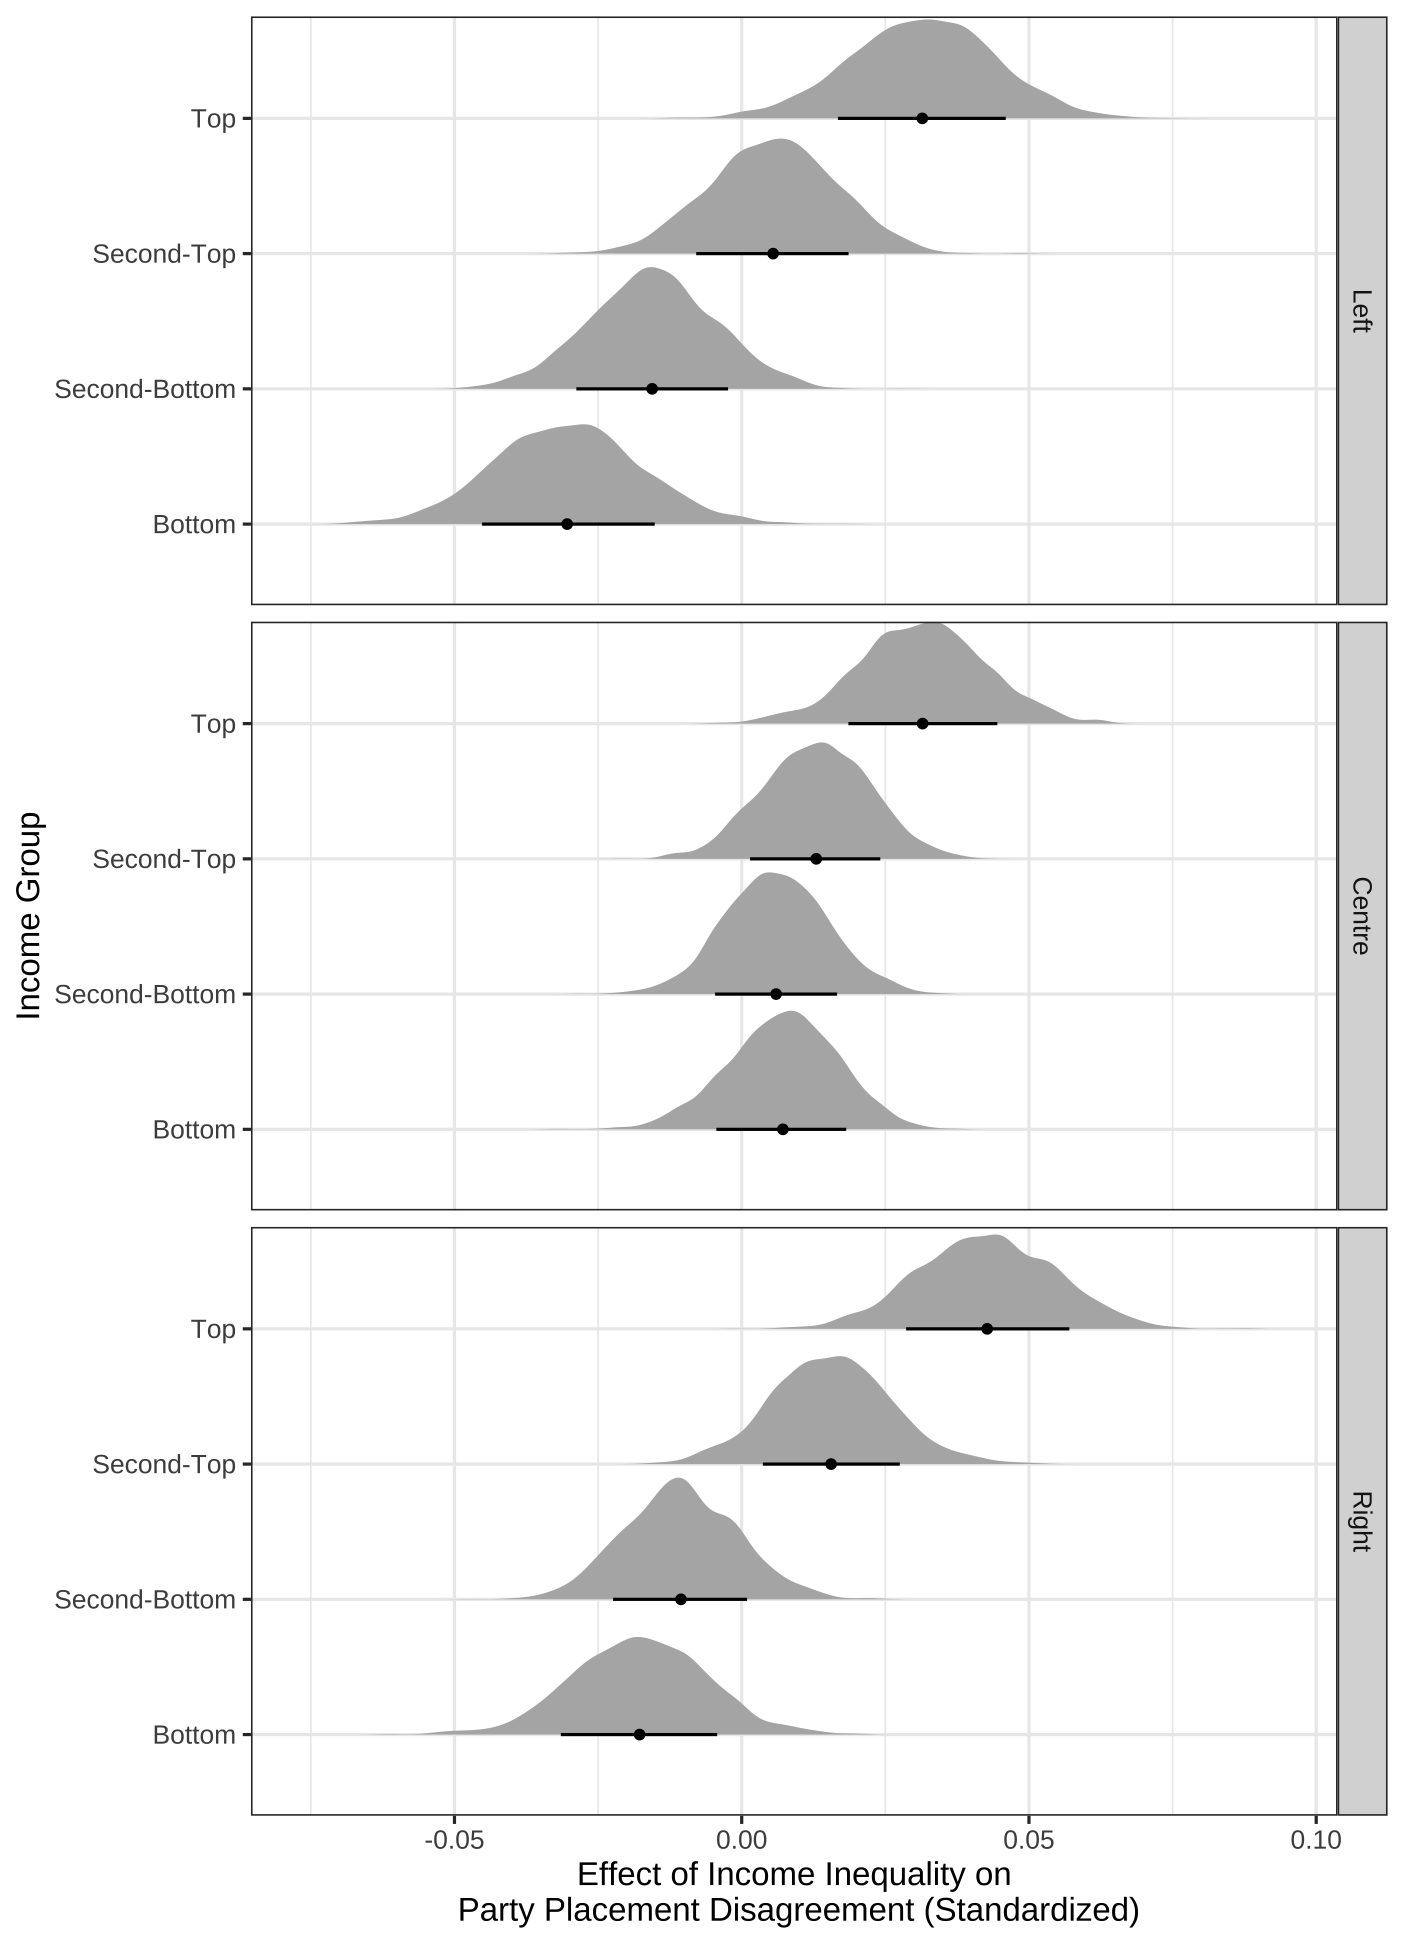 Top
Second-Top
Second-Bottom
Bottom
Left
Top
Second-Top
Second-Bottom
Bottom
Centre
Top
Second-Top
Second-Bottom
Bottom
Right
Income Group
-0.05 0.00 0.05 0.10
Effect of Income Inequality on
Party Placement Disagreement (Standardized)